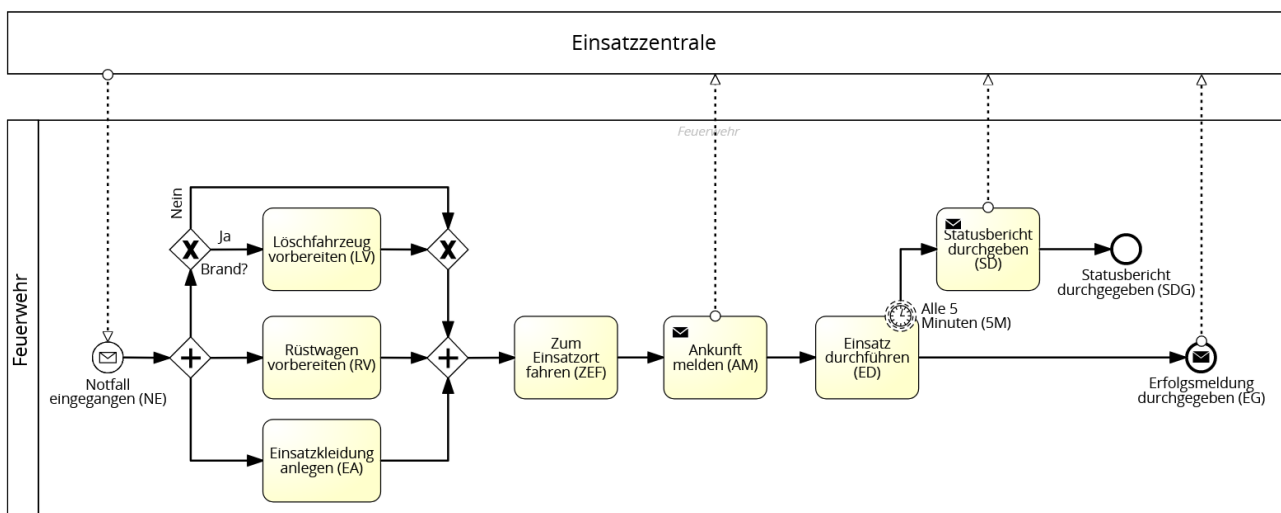 Einsatzzentrale
Feuerwehr
Feuerwehr
Nein
Ja
Brand?
Löschfahrzeug
vorbereiten (LV)
Statusbericht
durchgeben
(SD)
Statusbericht
durchgegeben (SDG)
Alle 5
Minuten (5M)
Notfall
eingegangen (NE)
Rüstwagen
vorbereiten (RV)
Zum
Einsatzort
fahren (ZEF)
Ankunft
melden (AM)
Einsatz
durchführen
(ED)
Erfolgsmeldung
durchgegeben (EG)
Einsatzkleidung
anlegen (EA)